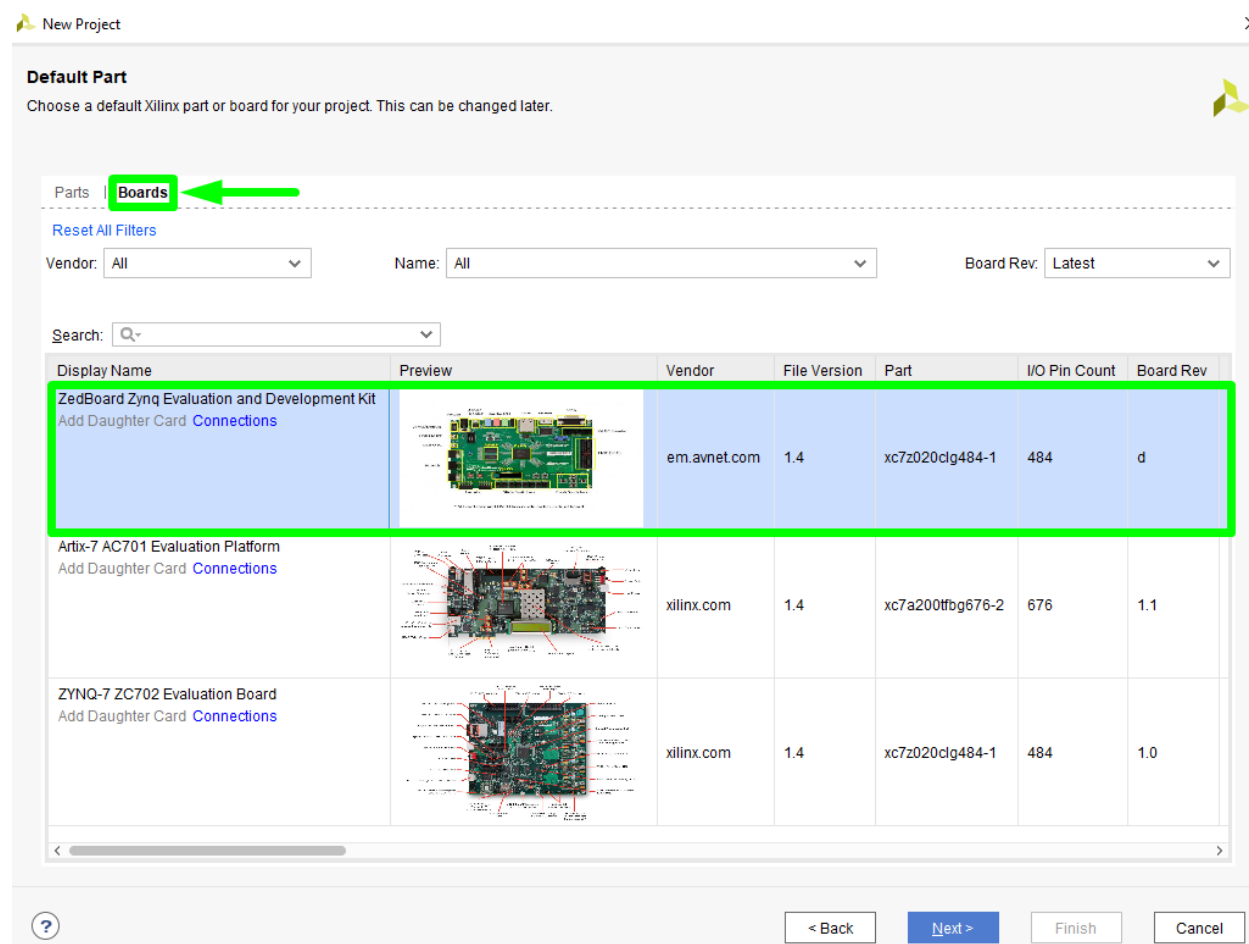 New Project
Default Part
Choose a default Xilinx part or board for your project. This can be changed later.
Parts | Boards
Reset All Filters
Vendor: All Name: All Board Rev: Latest
Search:
Display Name Preview Vendor File Version Part I/O Pin Count Board Rev
ZedBoard Zynq Evaluation and Development Kit
Add Daughter Card Connections
em.avnet.com 1.4 xc7z020clg484-1 484 d
Artix-7 AC701 Evaluation Platform
Add Daughter Card Connections
xilinx.com 1.4 xc7a200tfbg676-2 676 1.1
ZYNQ-7 ZC702 Evaluation Board
Add Daughter Card Connections
xilinx.com 1.4 xc7z020clg484-1 484 1.0
? < Back Next > Finish Cancel